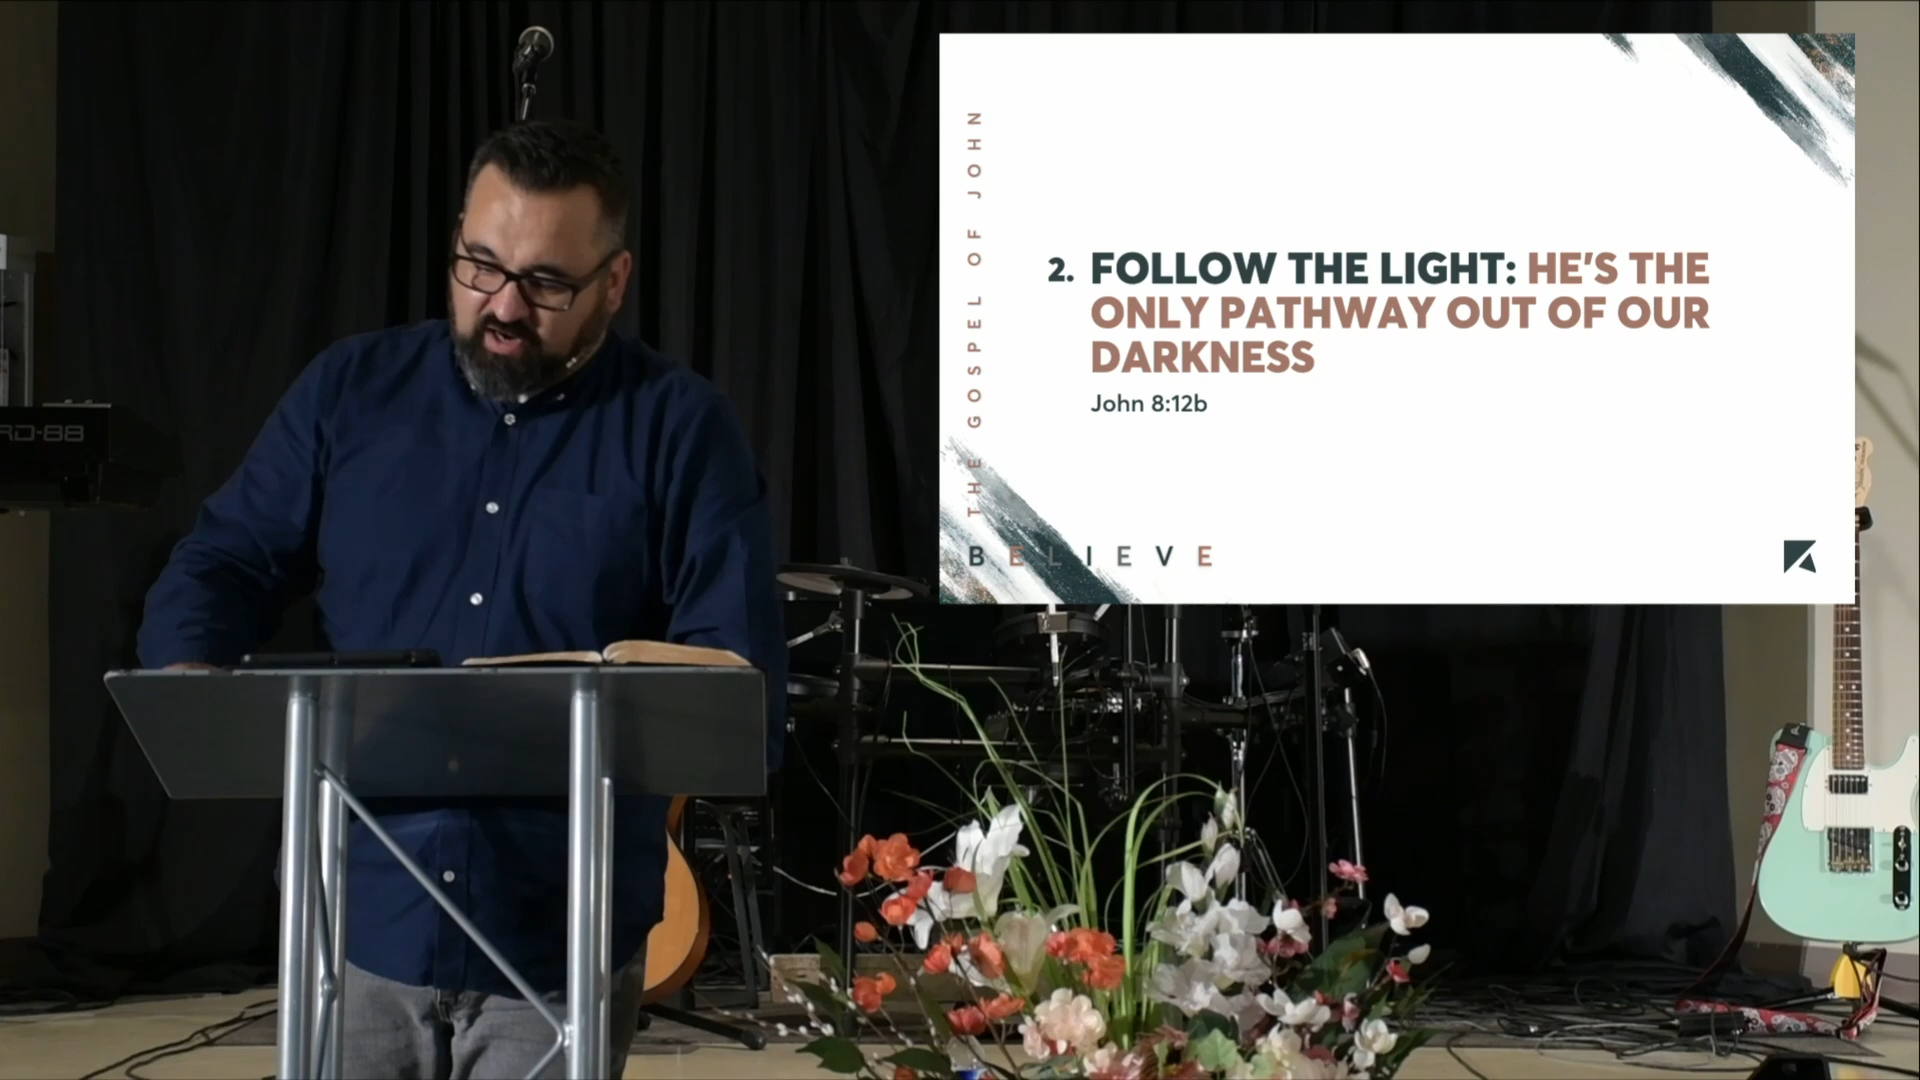 THE GOSPEL OF JOHN
2. FOLLOW THE LIGHT: HE'S THE
ONLY PATHWAY OUT OF OUR
DARKNESS
John 8:12b
BELIEVE
RD-88